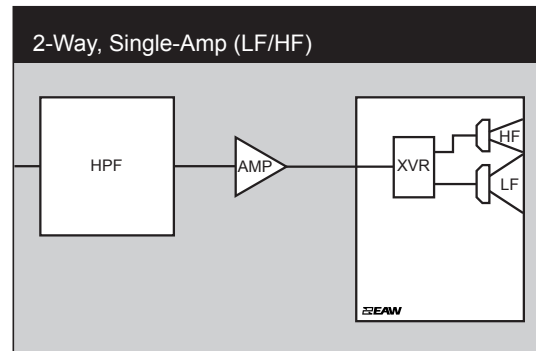 2-Way, Single-Amp (LF/HF)
HPF
AMP
XVR
HF
LF
EAW